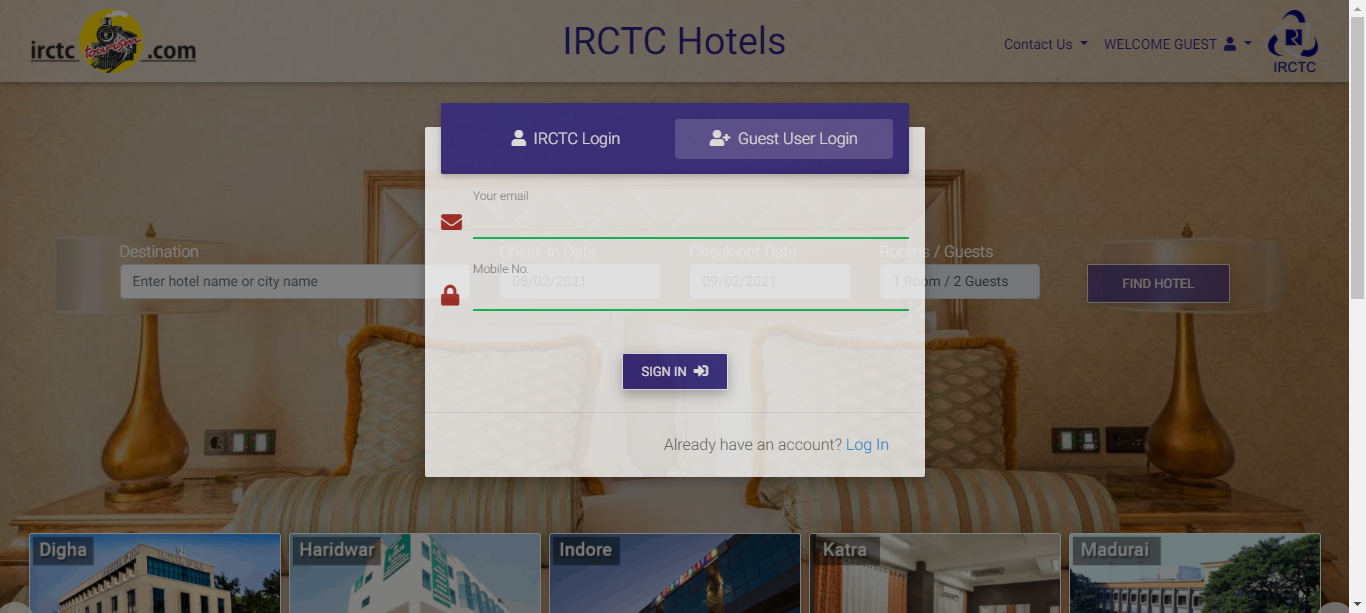 irctc tourism .com
IRCTC Hotels
Contact Us
WELCOME GUEST
IRCTC
IRCTC Login
Guest User Login
Your email
Destination
Check-in Date
Check-out Date
Rooms / Guests
Mobile No.
Enter hotel name or city name
08/02/2021
09/02/2021
1 Room / 2 Guests
FIND HOTEL
SIGN IN
Already have an account? Log In
Digha
Haridwar
Indore
Katra
Madurai